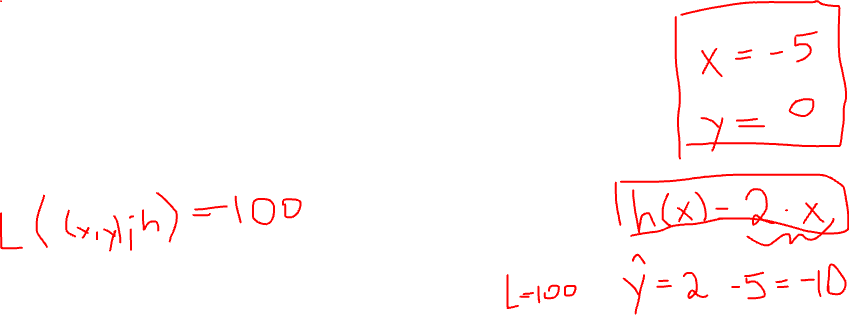 x = -5
y = 0
L((x,y);h) = 100
h(x) = 2 · x
L=100 ŷ = 2 -5 = -10